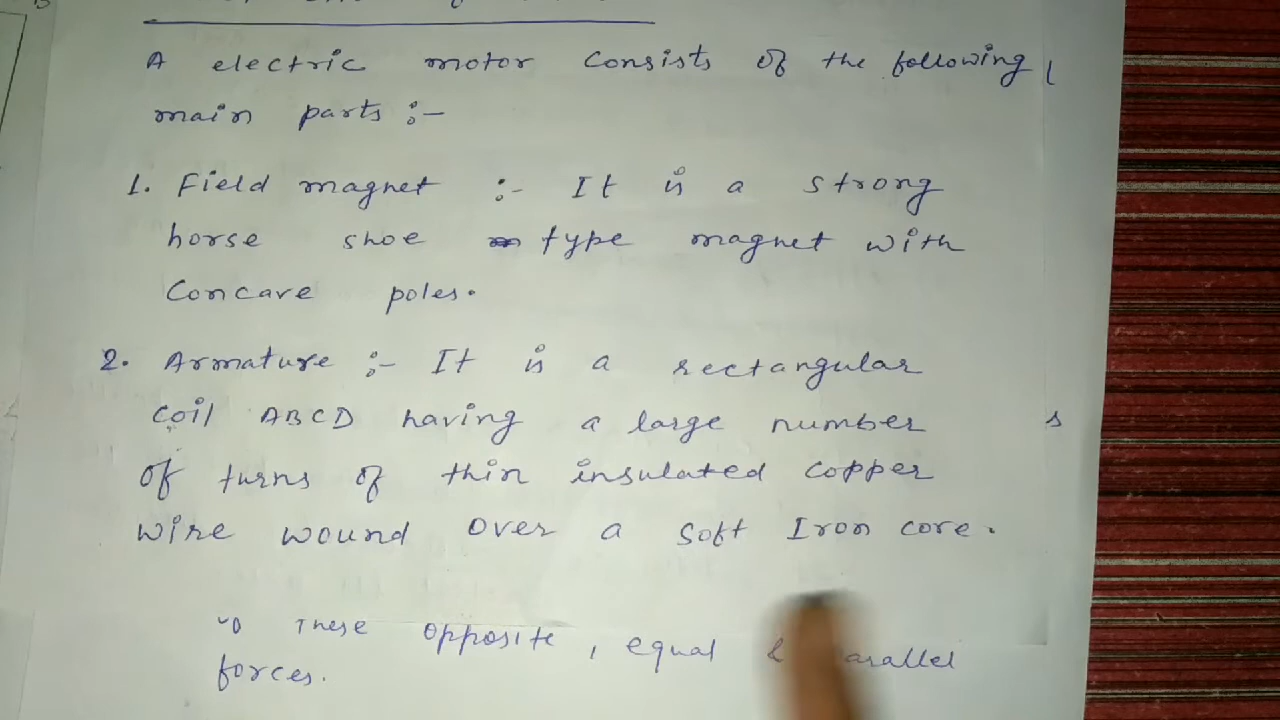 A electric motor consists of the following
main parts :-
1. Field magnet :- It is a strong
horse shoe type magnet with
Concave poles.
2. Armature :- It is a rectangular
Coil ABCD having a large number
of turns of thin insulated copper
wire wound over a soft Iron core.
These opposite, equal &
forces.